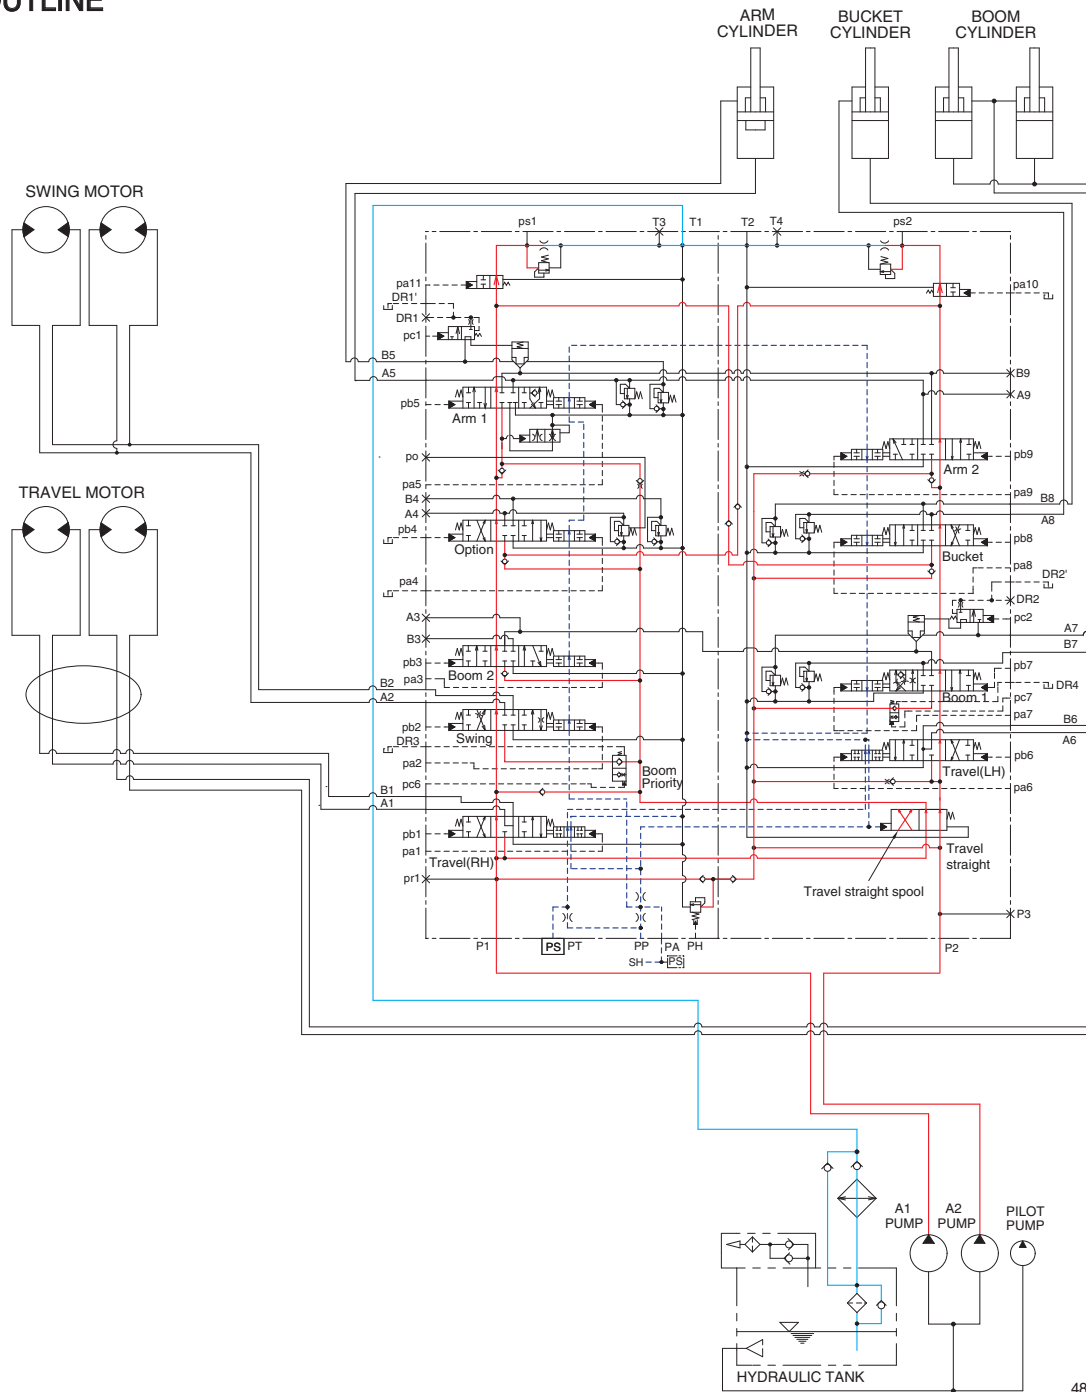 OUTLINE
ARM CYLINDER
BUCKET CYLINDER
BOOM CYLINDER
SWING MOTOR
TRAVEL MOTOR
ps1
T3
T1
T2
T4
ps2
pa11
DR1'
DR1
pc1
B5
A5
pb5
Arm 1
po
pa5
B4
A4
pb4
Option
pa4
A3
B3
pb3
Boom 2
pa3
B2
A2
pb2
Swing
DR3
pa2
Boom Priority
pc6
B1
A1
pb1
pa1
Travel(RH)
pr1
pa10
B9
A9
pb9
Arm 2
pa9
B8
A8
pb8
Bucket
pa8
DR2'
DR2
pc2
A7
B7
pb7
DR4
Boom 1
pc7
pa7
B6
A6
pb6
Travel(LH)
pa6
Travel straight
Travel straight spool
P3
P1
PS
PT
PP
PA
PH
P2
SH
PS
A1 PUMP
A2 PUMP
PILOT PUMP
HYDRAULIC TANK
48